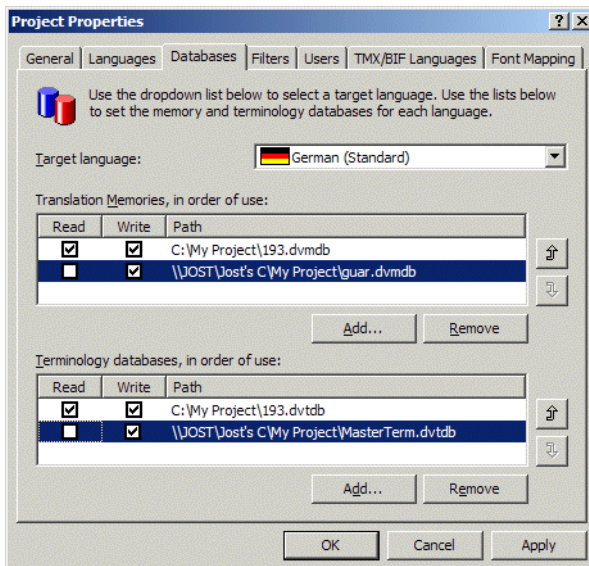 Project Properties
General Languages Databases Filters Users TMX/BIF Languages Font Mapping
Use the dropdown list below to select a target language. Use the lists below
to set the memory and terminology databases for each language.
Target language: German (Standard)
Translation Memories, in order of use:
Read Write Path
C:\My Project\193.dvmdb
\\JOST\Jost's C\My Project\guar.dvmdb
Add... Remove
Terminology databases, in order of use:
Read Write Path
C:\My Project\193.dvtdb
\\JOST\Jost's C\My Project\MasterTerm.dvtdb
Add... Remove
OK Cancel Apply